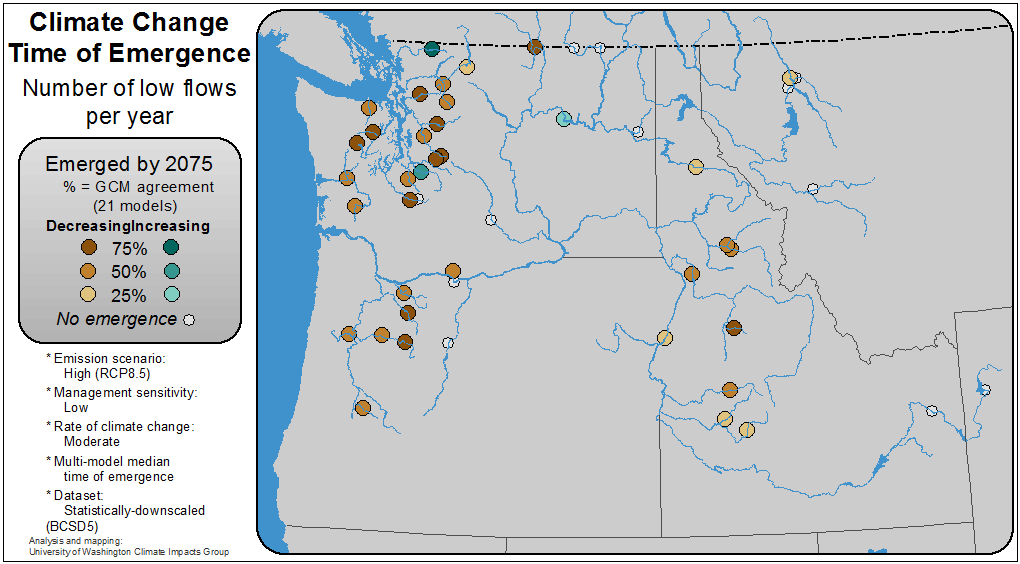 Climate Change
Time of Emergence
Number of low flows
per year
Emerged by 2075
% = GCM agreement
(21 models)
DecreasingIncreasing
75%
50%
25%
No emergence
* Emission scenario:
High (RCP8.5)
* Management sensitivity:
Low
* Rate of climate change:
Moderate
* Multi-model median
time of emergence
* Dataset:
Statistically-downscaled
(BCSD5)
Analysis and mapping:
University of Washington Climate Impacts Group